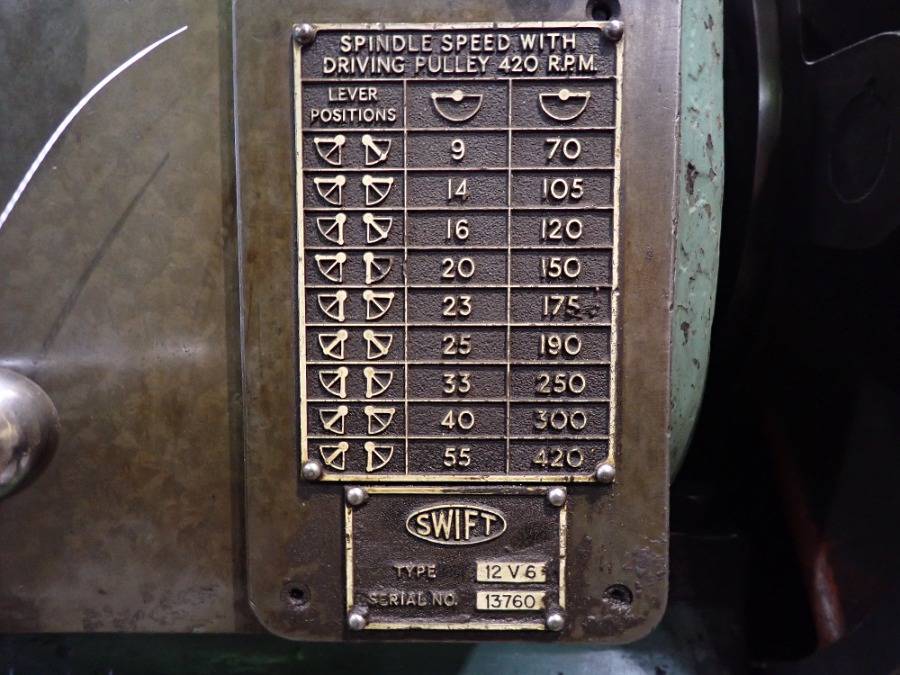 SPINDLE SPEED WITH
DRIVING PULLEY 420 R.P.M.
LEVER
POSITIONS
9 70
14 105
16 120
20 150
23 175
25 190
33 250
40 300
55 420
SWIFT
TYPE 12 V 6
SERIAL NO. 13760